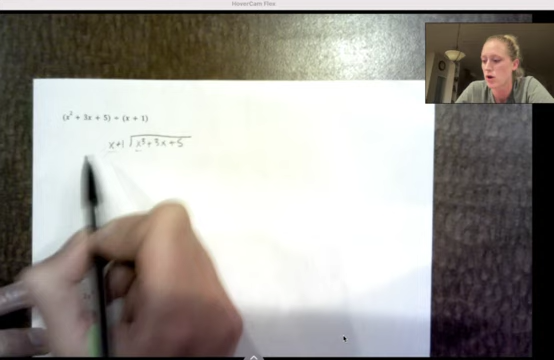 HoverCam Flex
(x² + 3x + 5) ÷ (x + 1)
x+1 x²+3x+5